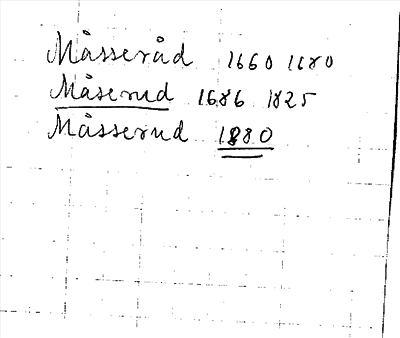 Måsseråd 1660 1680
Måserud 1686 1825
Måsserud 1880